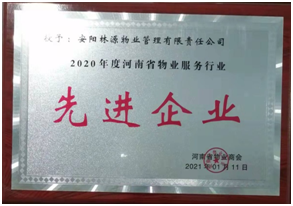 授予：安阳林源物业管理有限责任公司
2020年度河南省物业服务行业
先进企业
河南省物业商会
2021年01月11日